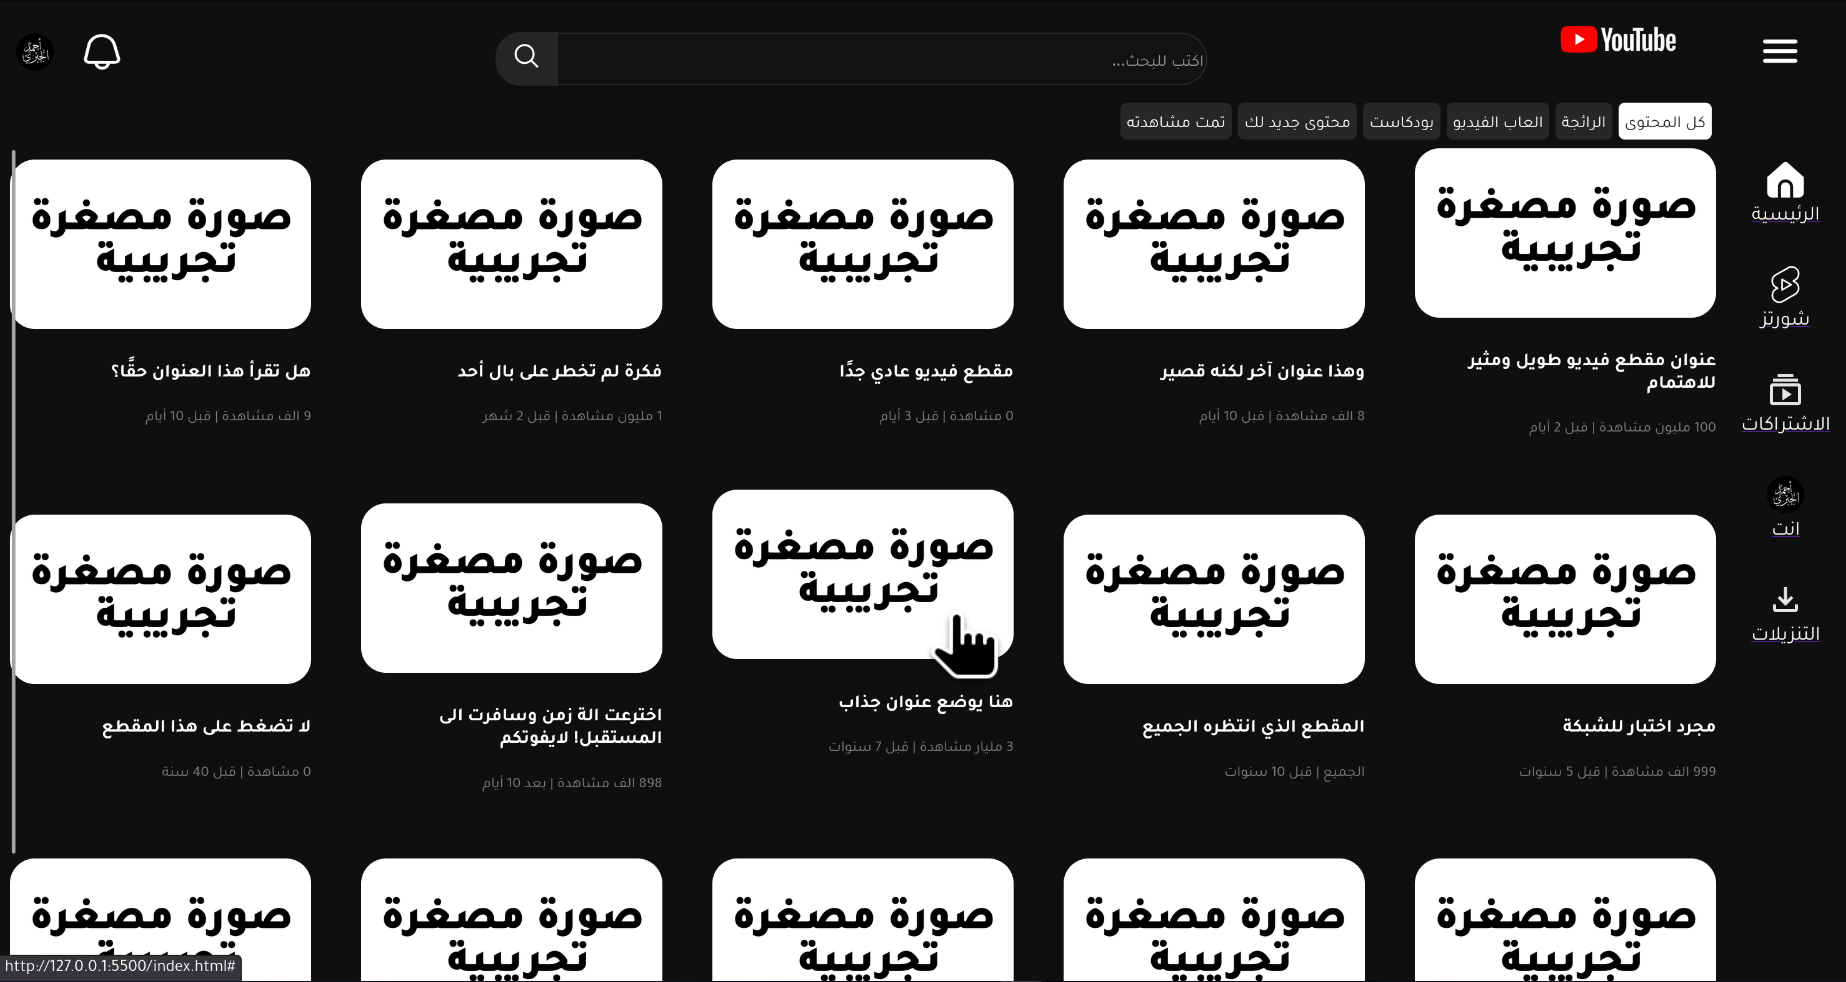 YouTube
اكتب للبحث...
كل المحتوى
الرائجة
العاب الفيديو
بودكاست
محتوى جديد لك
تمت مشاهدته
الرئيسية
شورتز
الاشتراكات
انت
التنزيلات
صورة مصغرة
تجريبية
عنوان مقطع فيديو طويل ومثير
للاهتمام
100 مليون مشاهدة | قبل 2 أيام
صورة مصغرة
تجريبية
وهذا عنوان آخر لكنه قصير
8 الف مشاهدة | قبل 10 أيام
صورة مصغرة
تجريبية
مقطع فيديو عادي جدًا
0 مشاهدة | قبل 3 أيام
صورة مصغرة
تجريبية
فكرة لم تخطر على بال أحد
1 مليون مشاهدة | قبل 2 شهر
صورة مصغرة
تجريبية
هل تقرأ هذا العنوان حقًا؟
9 الف مشاهدة | قبل 10 أيام
صورة مصغرة
تجريبية
مجرد اختبار للشبكة
999 الف مشاهدة | قبل 5 سنوات
صورة مصغرة
تجريبية
المقطع الذي انتظره الجميع
الجميع | قبل 10 سنوات
صورة مصغرة
تجريبية
هنا يوضع عنوان جذاب
3 مليار مشاهدة | قبل 7 سنوات
صورة مصغرة
تجريبية
اخترعت الة زمن وسافرت الى
المستقبل! لايفوتكم
898 الف مشاهدة | بعد 10 أيام
صورة مصغرة
تجريبية
لا تضغط على هذا المقطع
0 مشاهدة | قبل 40 سنة
صورة مصغرة
تجريبية
صورة مصغرة
تجريبية
صورة مصغرة
تجريبية
صورة مصغرة
تجريبية
صورة مصغرة
تجريبية
http://127.0.0.1:5500/index.html#